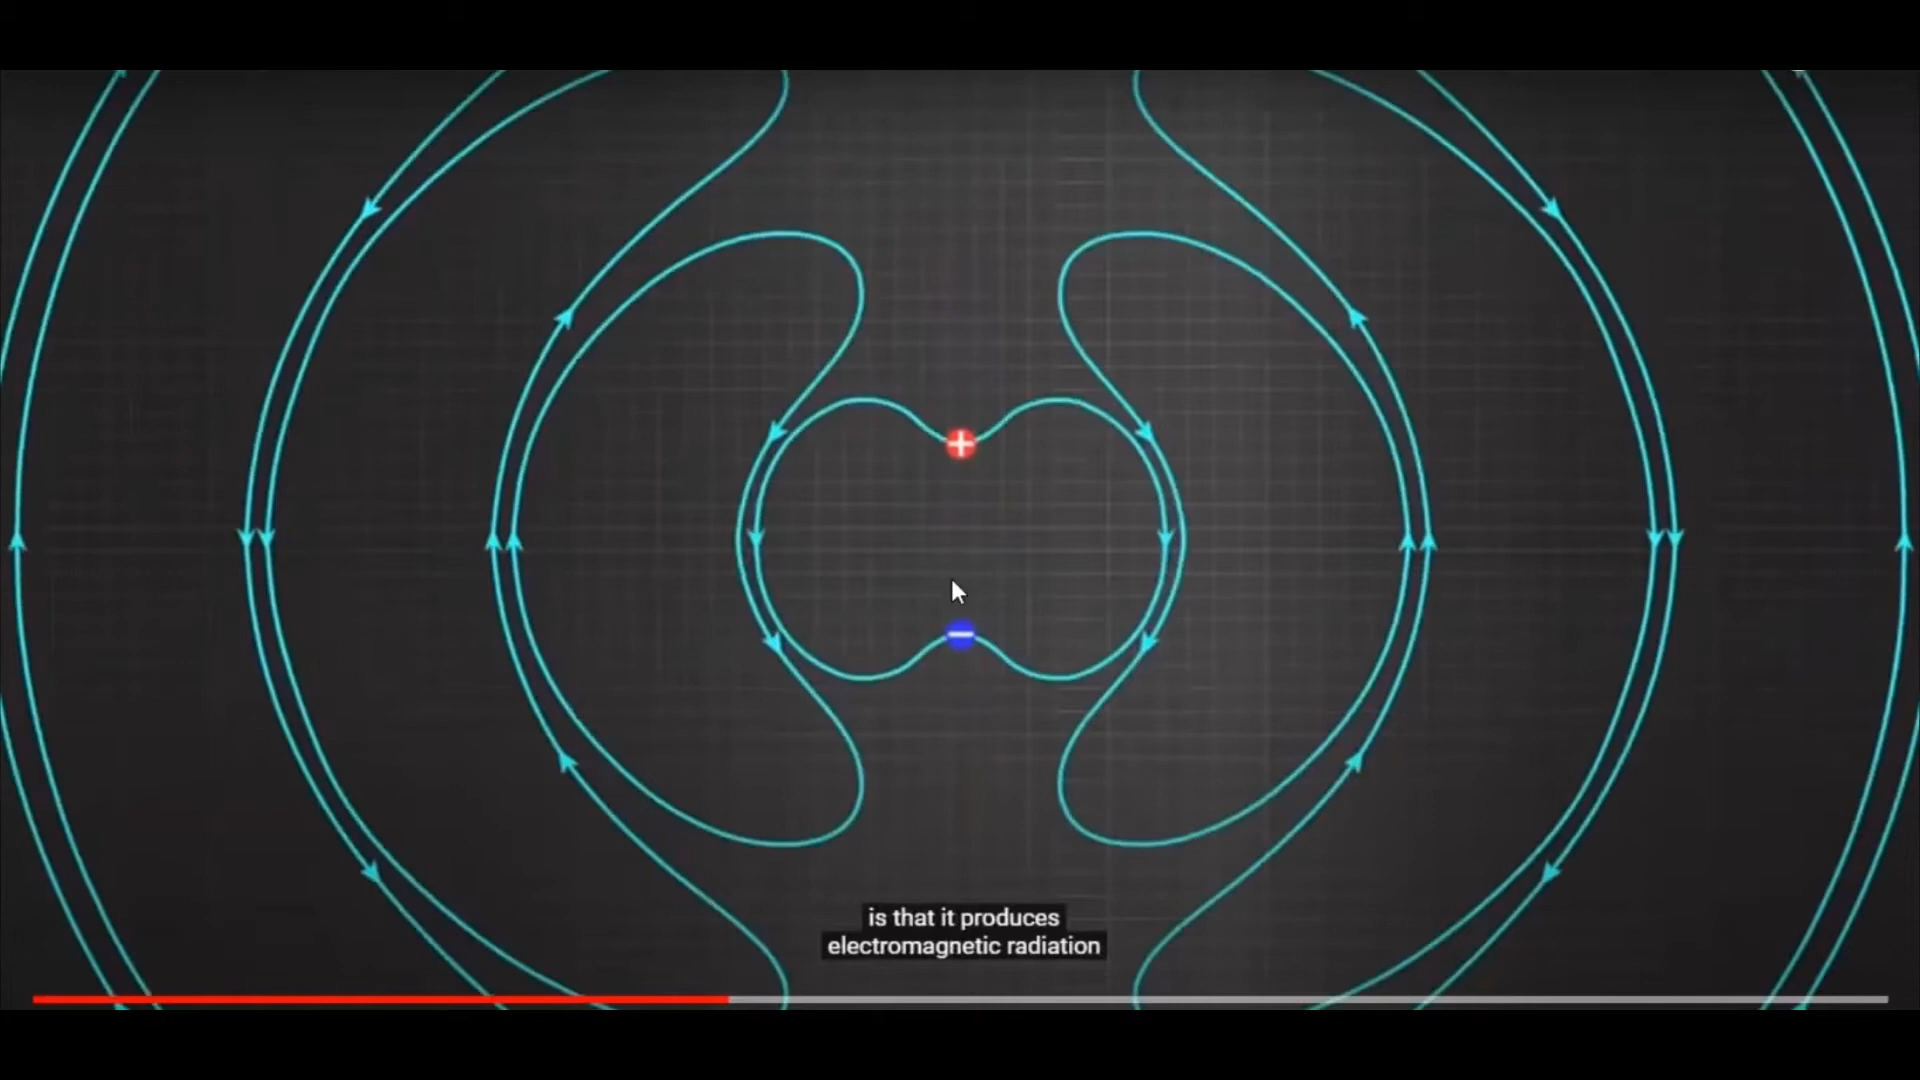 +
−
is that it produces
electromagnetic radiation